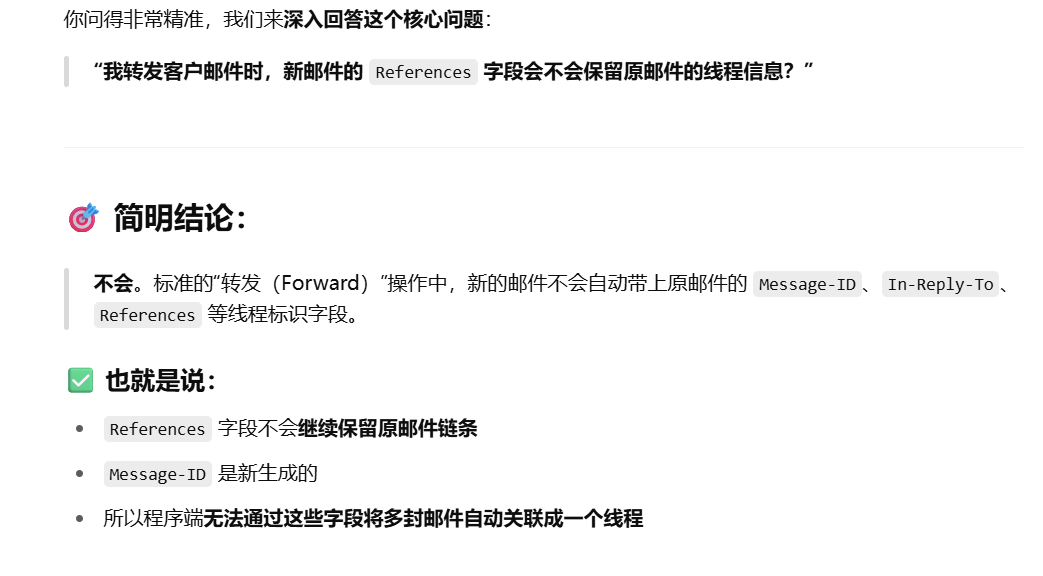 你问得非常精准，我们来深入回答这个核心问题：
“我转发客户邮件时，新邮件的 References 字段会不会保留原邮件的线程信息？”
🎯 简明结论：
不会。标准的“转发（Forward）”操作中，新的邮件不会自动带上原邮件的 Message-ID、In-Reply-To、
References 等线程标识字段。
✅ 也就是说：
• References 字段不会继续保留原邮件链条
• Message-ID 是新生成的
• 所以程序端无法通过这些字段将多封邮件自动关联成一个线程